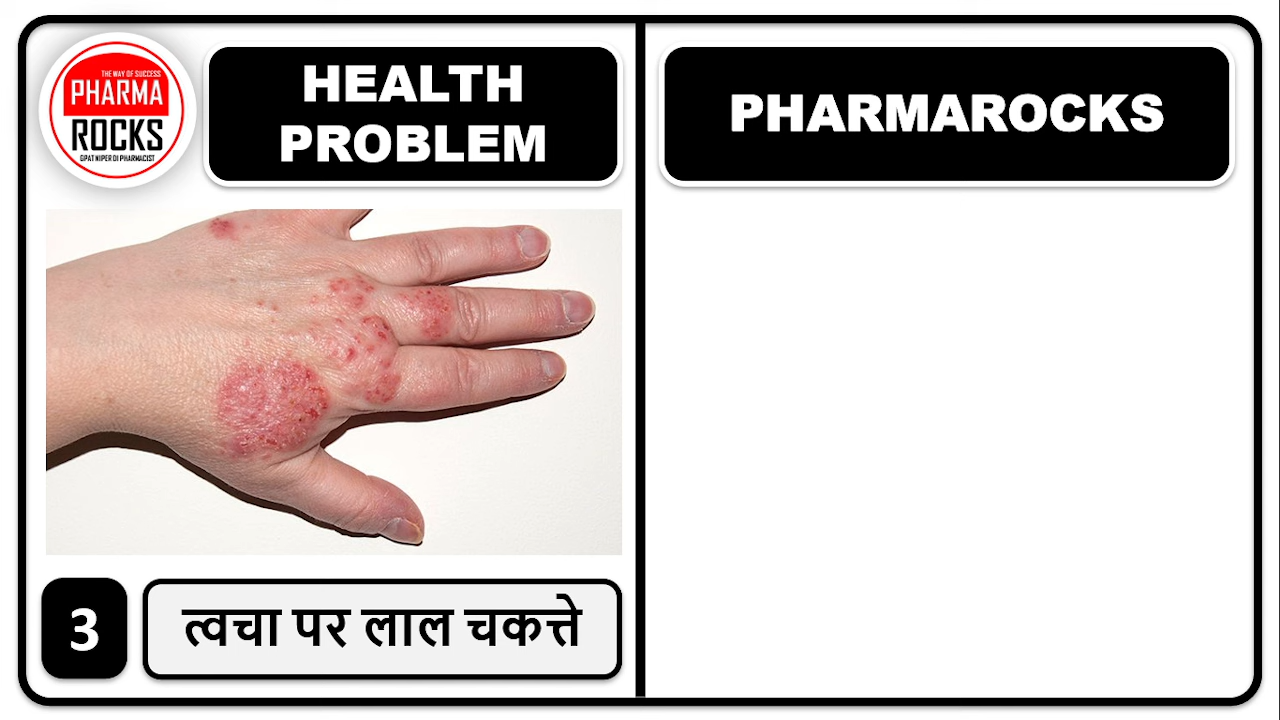 THE WAY OF SUCCESS
PHARMA
ROCKS
GPAT NIPER DI PHARMACIST
HEALTH
PROBLEM
PHARMAROCKS
3
त्वचा पर लाल चकत्ते